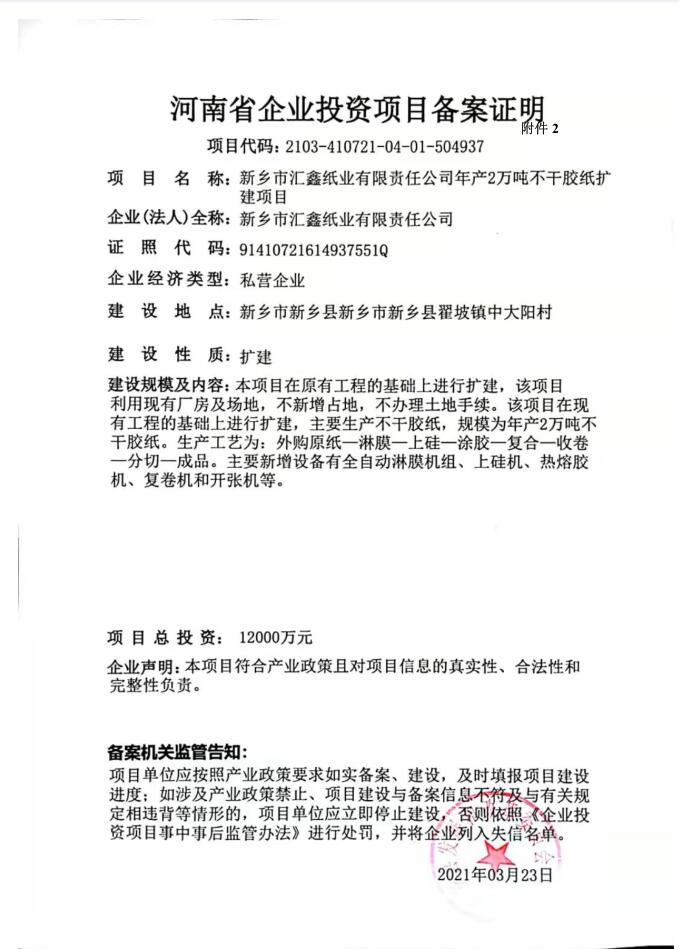 河南省企业投资项目备案证明
附件 2
项目代码：2103-410721-04-01-504937
项目名称：新乡市汇鑫纸业有限责任公司年产2万吨不干胶纸扩
建项目
企业(法人)全称：新乡市汇鑫纸业有限责任公司
证照代码：91410721614937551Q
企业经济类型：私营企业
建设地点：新乡市新乡县新乡市新乡县翟坡镇中大阳村
建设性质：扩建
建设规模及内容：本项目在原有工程的基础上进行扩建，该项目
利用现有厂房及场地，不新增占地，不办理土地手续。该项目在现
有工程的基础上进行扩建，主要生产不干胶纸，规模为年产2万吨不
干胶纸。生产工艺为：外购原纸—淋膜—上硅—涂胶—复合—收卷
—分切—成品。主要新增设备有全自动淋膜机组、上硅机、热熔胶
机、复卷机和开张机等。
项目总投资：12000万元
企业声明：本项目符合产业政策且对项目信息的真实性、合法性和
完整性负责。
备案机关监管告知：
项目单位应按照产业政策要求如实备案、建设，及时填报项目建设
进度；如涉及产业政策禁止、项目建设与备案信息不符及与有关规
定相违背等情形的，项目单位应立即停止建设，否则依照《企业投
资项目事中事后监管办法》进行处罚，并将企业列入失信名单。
2021年03月23日